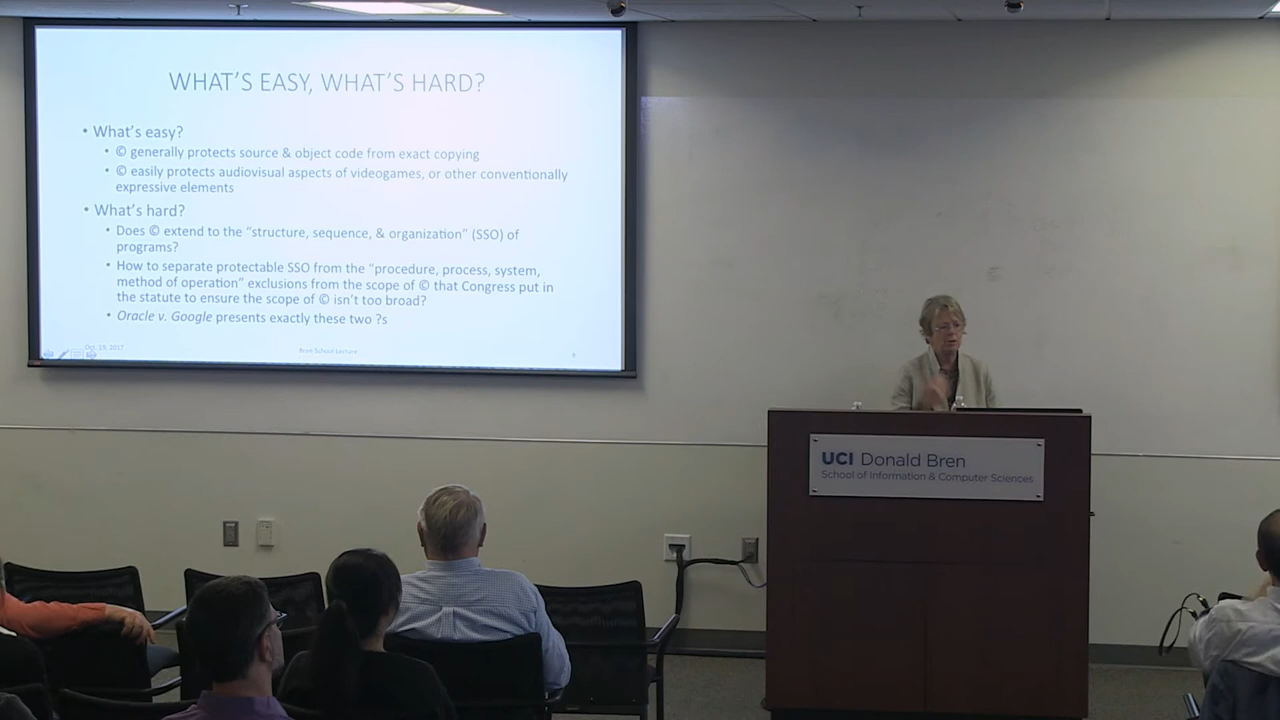 WHAT'S EASY, WHAT'S HARD?
• What's easy?
• © generally protects source & object code from exact copying
• © easily protects audiovisual aspects of videogames, or other conventionally
expressive elements
• What's hard?
• Does © extend to the "structure, sequence, & organization" (SSO) of
programs?
• How to separate protectable SSO from the "procedure, process, system,
method of operation" exclusions from the scope of © that Congress put in
the statute to ensure the scope of © isn't too broad?
• Oracle v. Google presents exactly these two ?s
Oct. 19, 2017
Bren School Lecture
UCI Donald Bren
School of Information & Computer Sciences